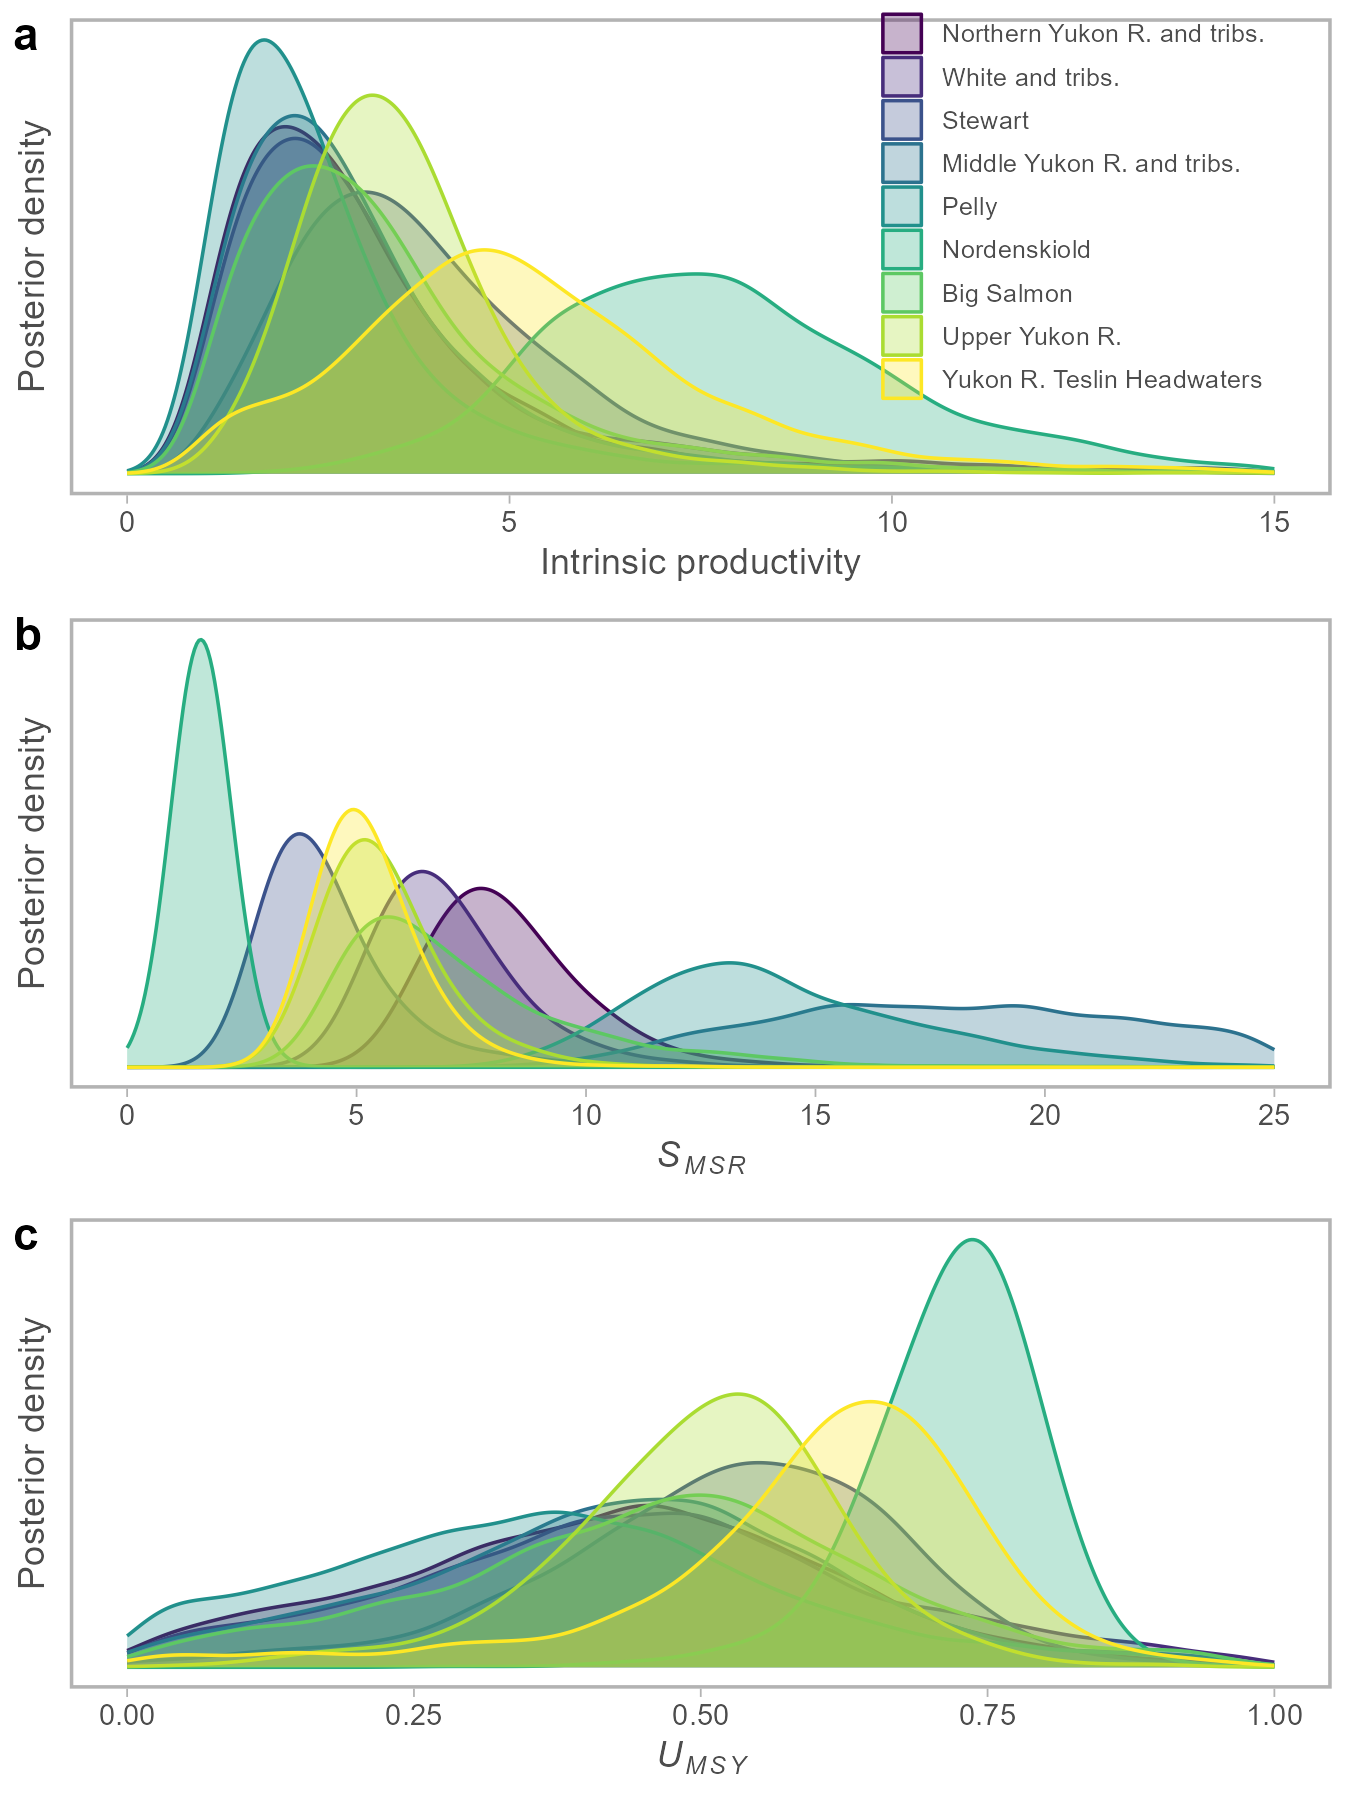 a
Posterior density
Northern Yukon R. and tribs.
White and tribs.
Stewart
Middle Yukon R. and tribs.
Pelly
Nordenskiold
Big Salmon
Upper Yukon R.
Yukon R. Teslin Headwaters
0 5 10 15
Intrinsic productivity
b
Posterior density
0 5 10 15 20 25
S MSR
c
Posterior density
0.00 0.25 0.50 0.75 1.00
U MSY